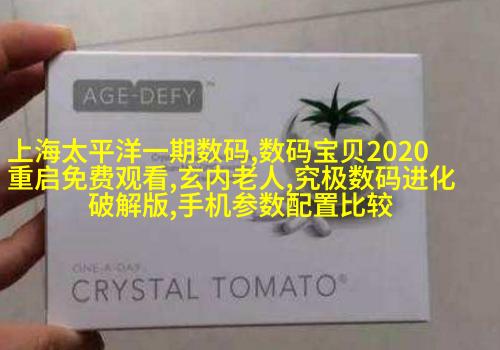 AGE-DEFY™
上海太平洋一期数码,数码宝贝2020
重启免费观看,玄内老人,究极数码进化
破解版,手机参数配置比较
ONE-A-DAY
CRYSTAL TOMATO®